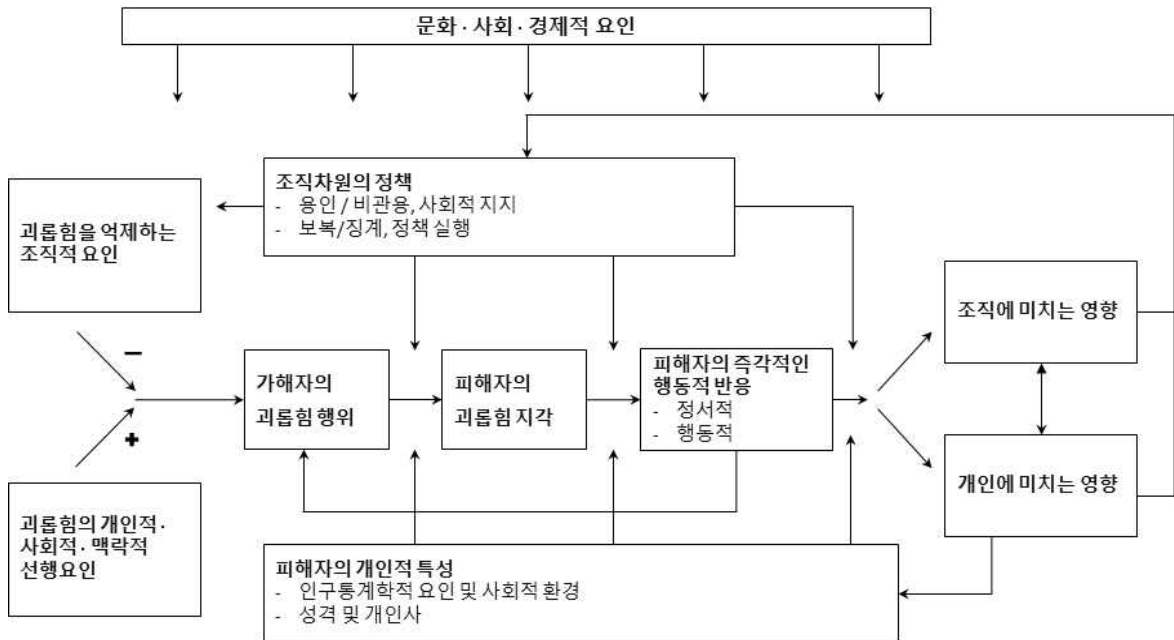 문화·사회·경제적 요인
조직차원의 정책
- 용인 / 비관용, 사회적 지지
- 보복/징계, 정책 실행
괴롭힘을 억제하는
조직적 요인
조직에 미치는 영향
−
가해자의
괴롭힘 행위
피해자의
괴롭힘 지각
피해자의 즉각적인
행동적 반응
- 정서적
- 행동적
+
개인에 미치는 영향
괴롭힘의 개인적·
사회적·맥락적
선행요인
피해자의 개인적 특성
- 인구통계학적 요인 및 사회적 환경
- 성격 및 개인사